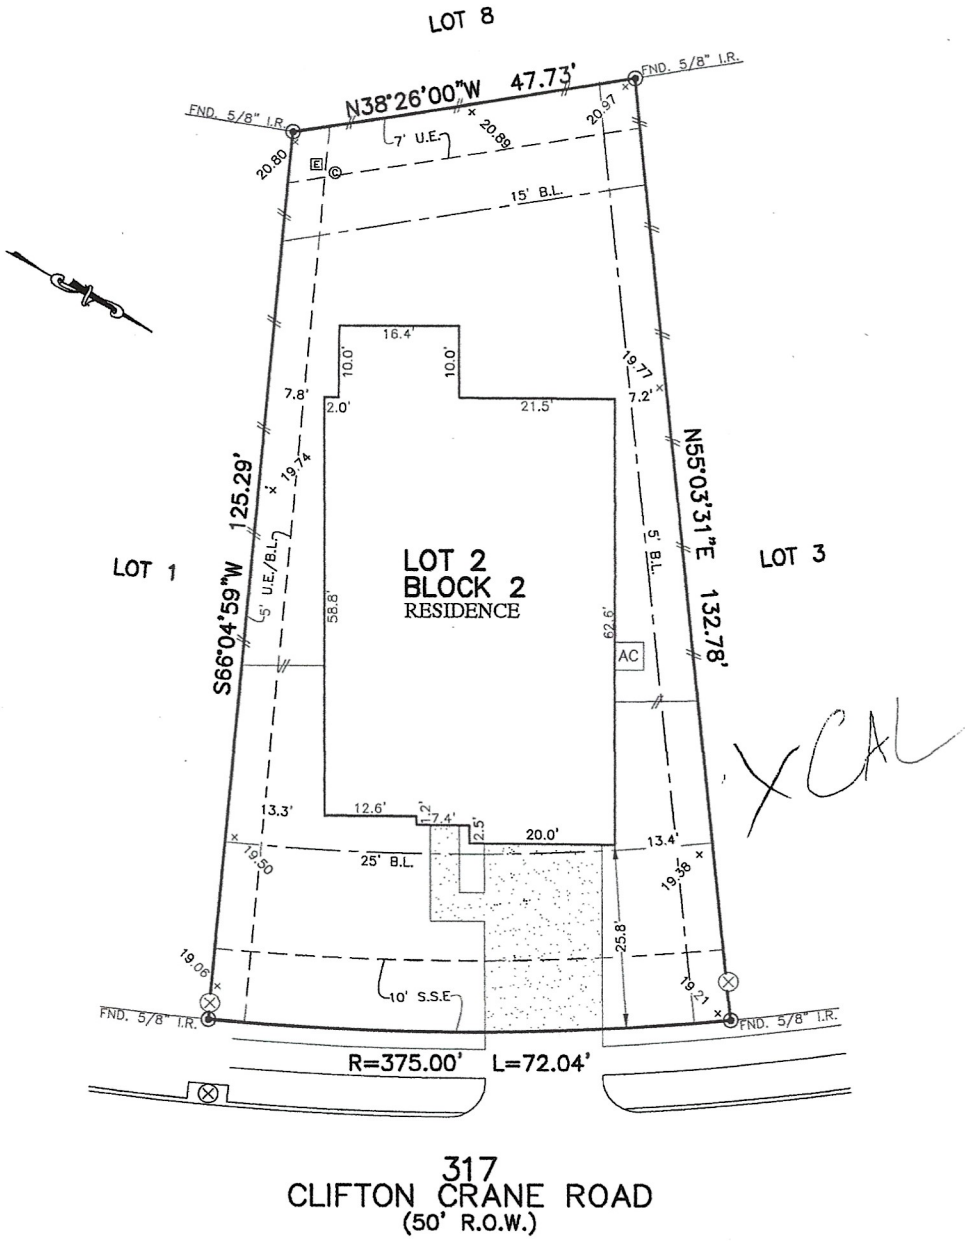 LOT 8
FND. 5/8" I.R.
N38°26'00"W 47.73'
FND. 5/8" I.R.
20.80
7' U.E.
20.89
20.97
E
C
15' B.L.
16.4'
10.0'
10.0'
19.77
7.8'
2.0'
21.5'
7.2'
S66°04'59"W 125.29'
19.74
N55°03'31"E 132.78'
LOT 1
5' U.E./B.L.
LOT 2
BLOCK 2
RESIDENCE
5' B.L.
LOT 3
58.8'
62.6'
AC
X CAL
13.3'
12.6'
1.2'
7.4'
2.5'
20.0'
13.4'
19.50
25' B.L.
19.38
25.8'
19.06
10' S.S.E
19.21
FND. 5/8" I.R.
FND. 5/8" I.R.
R=375.00' L=72.04'
317
CLIFTON CRANE ROAD
(50' R.O.W.)